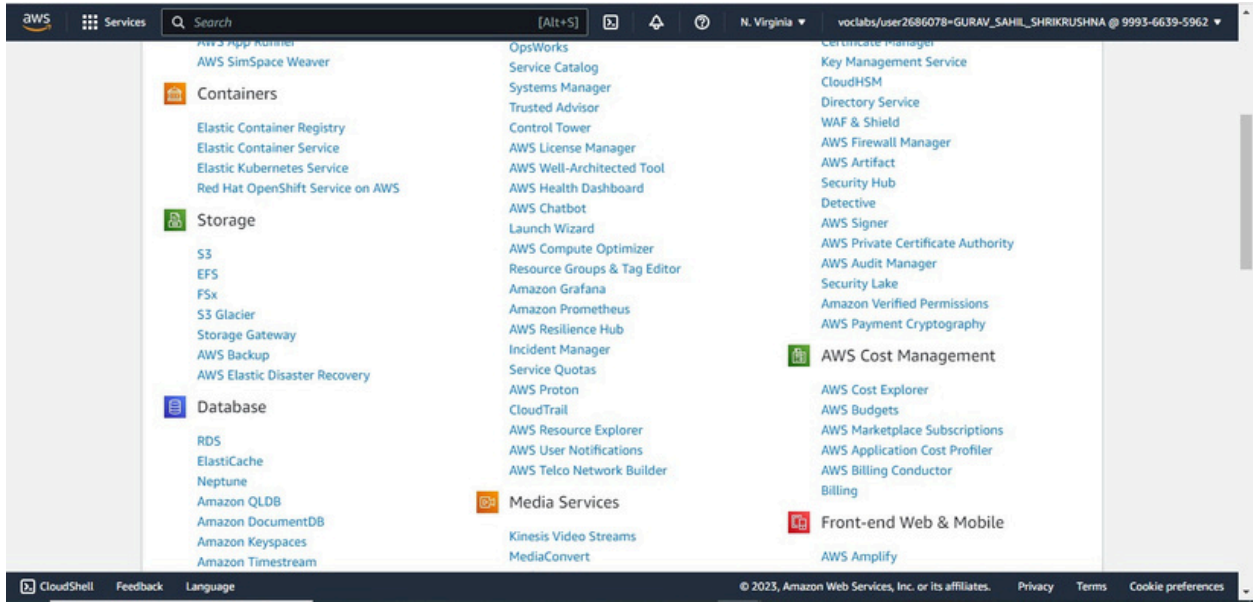 aws Services Search [Alt+S] N. Virginia ▼ voclabs/user2686078=GURAV_SAHIL_SHRIKRUSHNA @ 9993-6639-5962 ▼
AWS App Runner
AWS SimSpace Weaver
Containers
Elastic Container Registry
Elastic Container Service
Elastic Kubernetes Service
Red Hat OpenShift Service on AWS
Storage
S3
EFS
FSx
S3 Glacier
Storage Gateway
AWS Backup
AWS Elastic Disaster Recovery
Database
RDS
ElastiCache
Neptune
Amazon QLDB
Amazon DocumentDB
Amazon Keyspaces
Amazon Timestream
OpsWorks
Service Catalog
Systems Manager
Trusted Advisor
Control Tower
AWS License Manager
AWS Well-Architected Tool
AWS Health Dashboard
AWS Chatbot
Launch Wizard
AWS Compute Optimizer
Resource Groups & Tag Editor
Amazon Grafana
Amazon Prometheus
AWS Resilience Hub
Incident Manager
Service Quotas
AWS Proton
CloudTrail
AWS Resource Explorer
AWS User Notifications
AWS Telco Network Builder
Media Services
Kinesis Video Streams
MediaConvert
Certificate Manager
Key Management Service
CloudHSM
Directory Service
WAF & Shield
AWS Firewall Manager
AWS Artifact
Security Hub
Detective
AWS Signer
AWS Private Certificate Authority
AWS Audit Manager
Security Lake
Amazon Verified Permissions
AWS Payment Cryptography
AWS Cost Management
AWS Cost Explorer
AWS Budgets
AWS Marketplace Subscriptions
AWS Application Cost Profiler
AWS Billing Conductor
Billing
Front-end Web & Mobile
AWS Amplify
CloudShell Feedback Language © 2023, Amazon Web Services, Inc. or its affiliates. Privacy Terms Cookie preferences